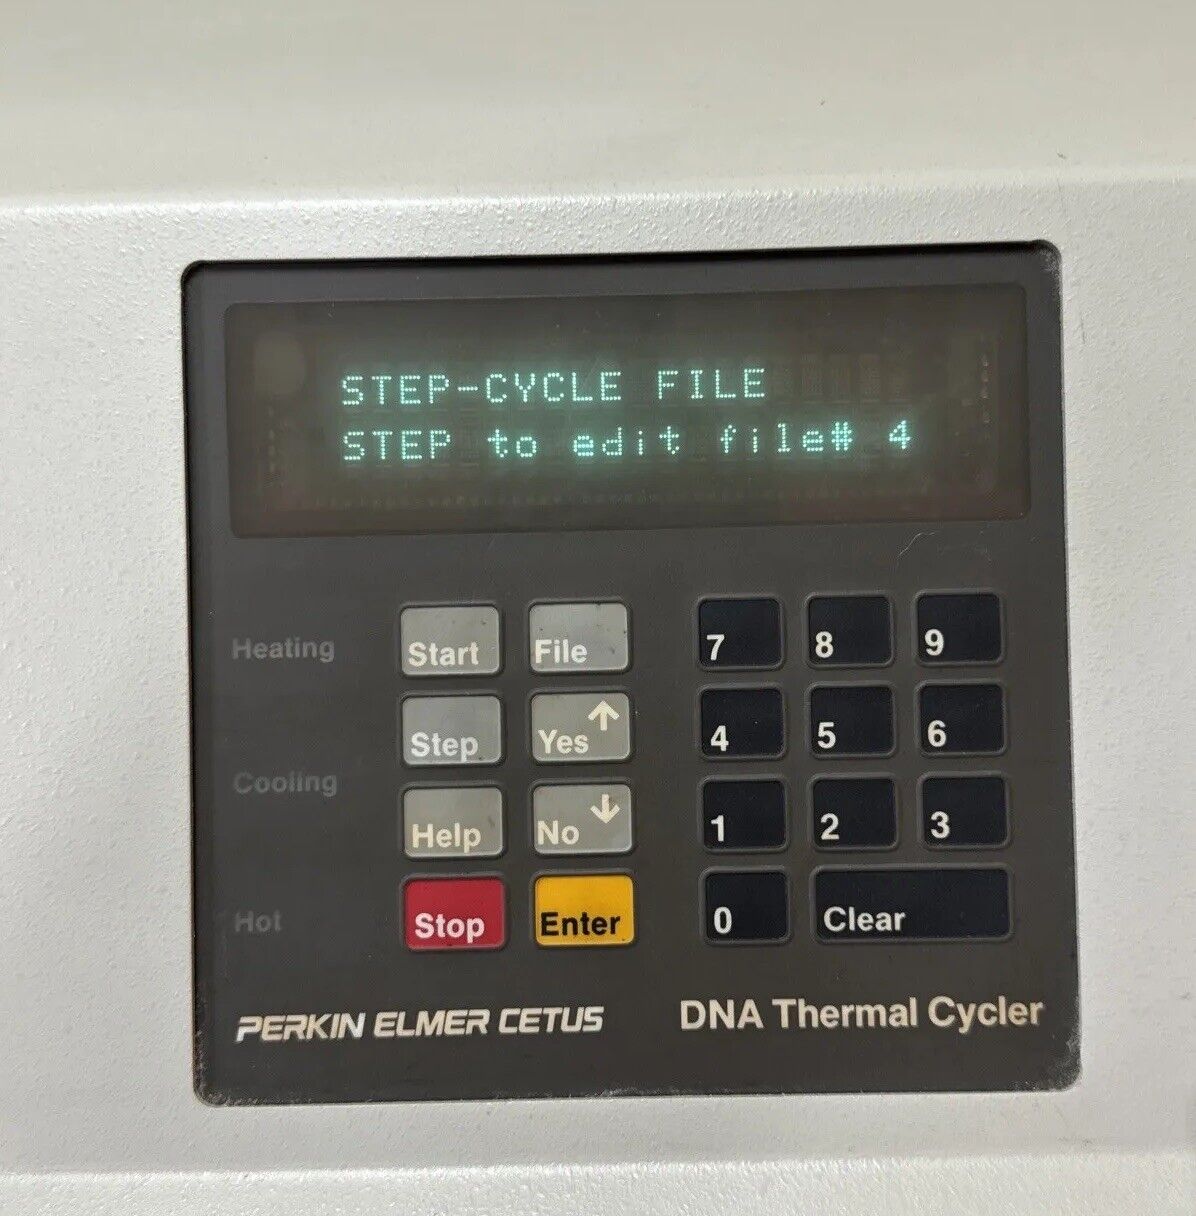 STEP-CYCLE FILE
STEP to edit file# 4
Heating
Start
File
7
8
9
Step
Yes ↑
4
5
6
Cooling
Help
No ↓
1
2
3
Hot
Stop
Enter
0
Clear
PERKIN ELMER CETUS
DNA Thermal Cycler